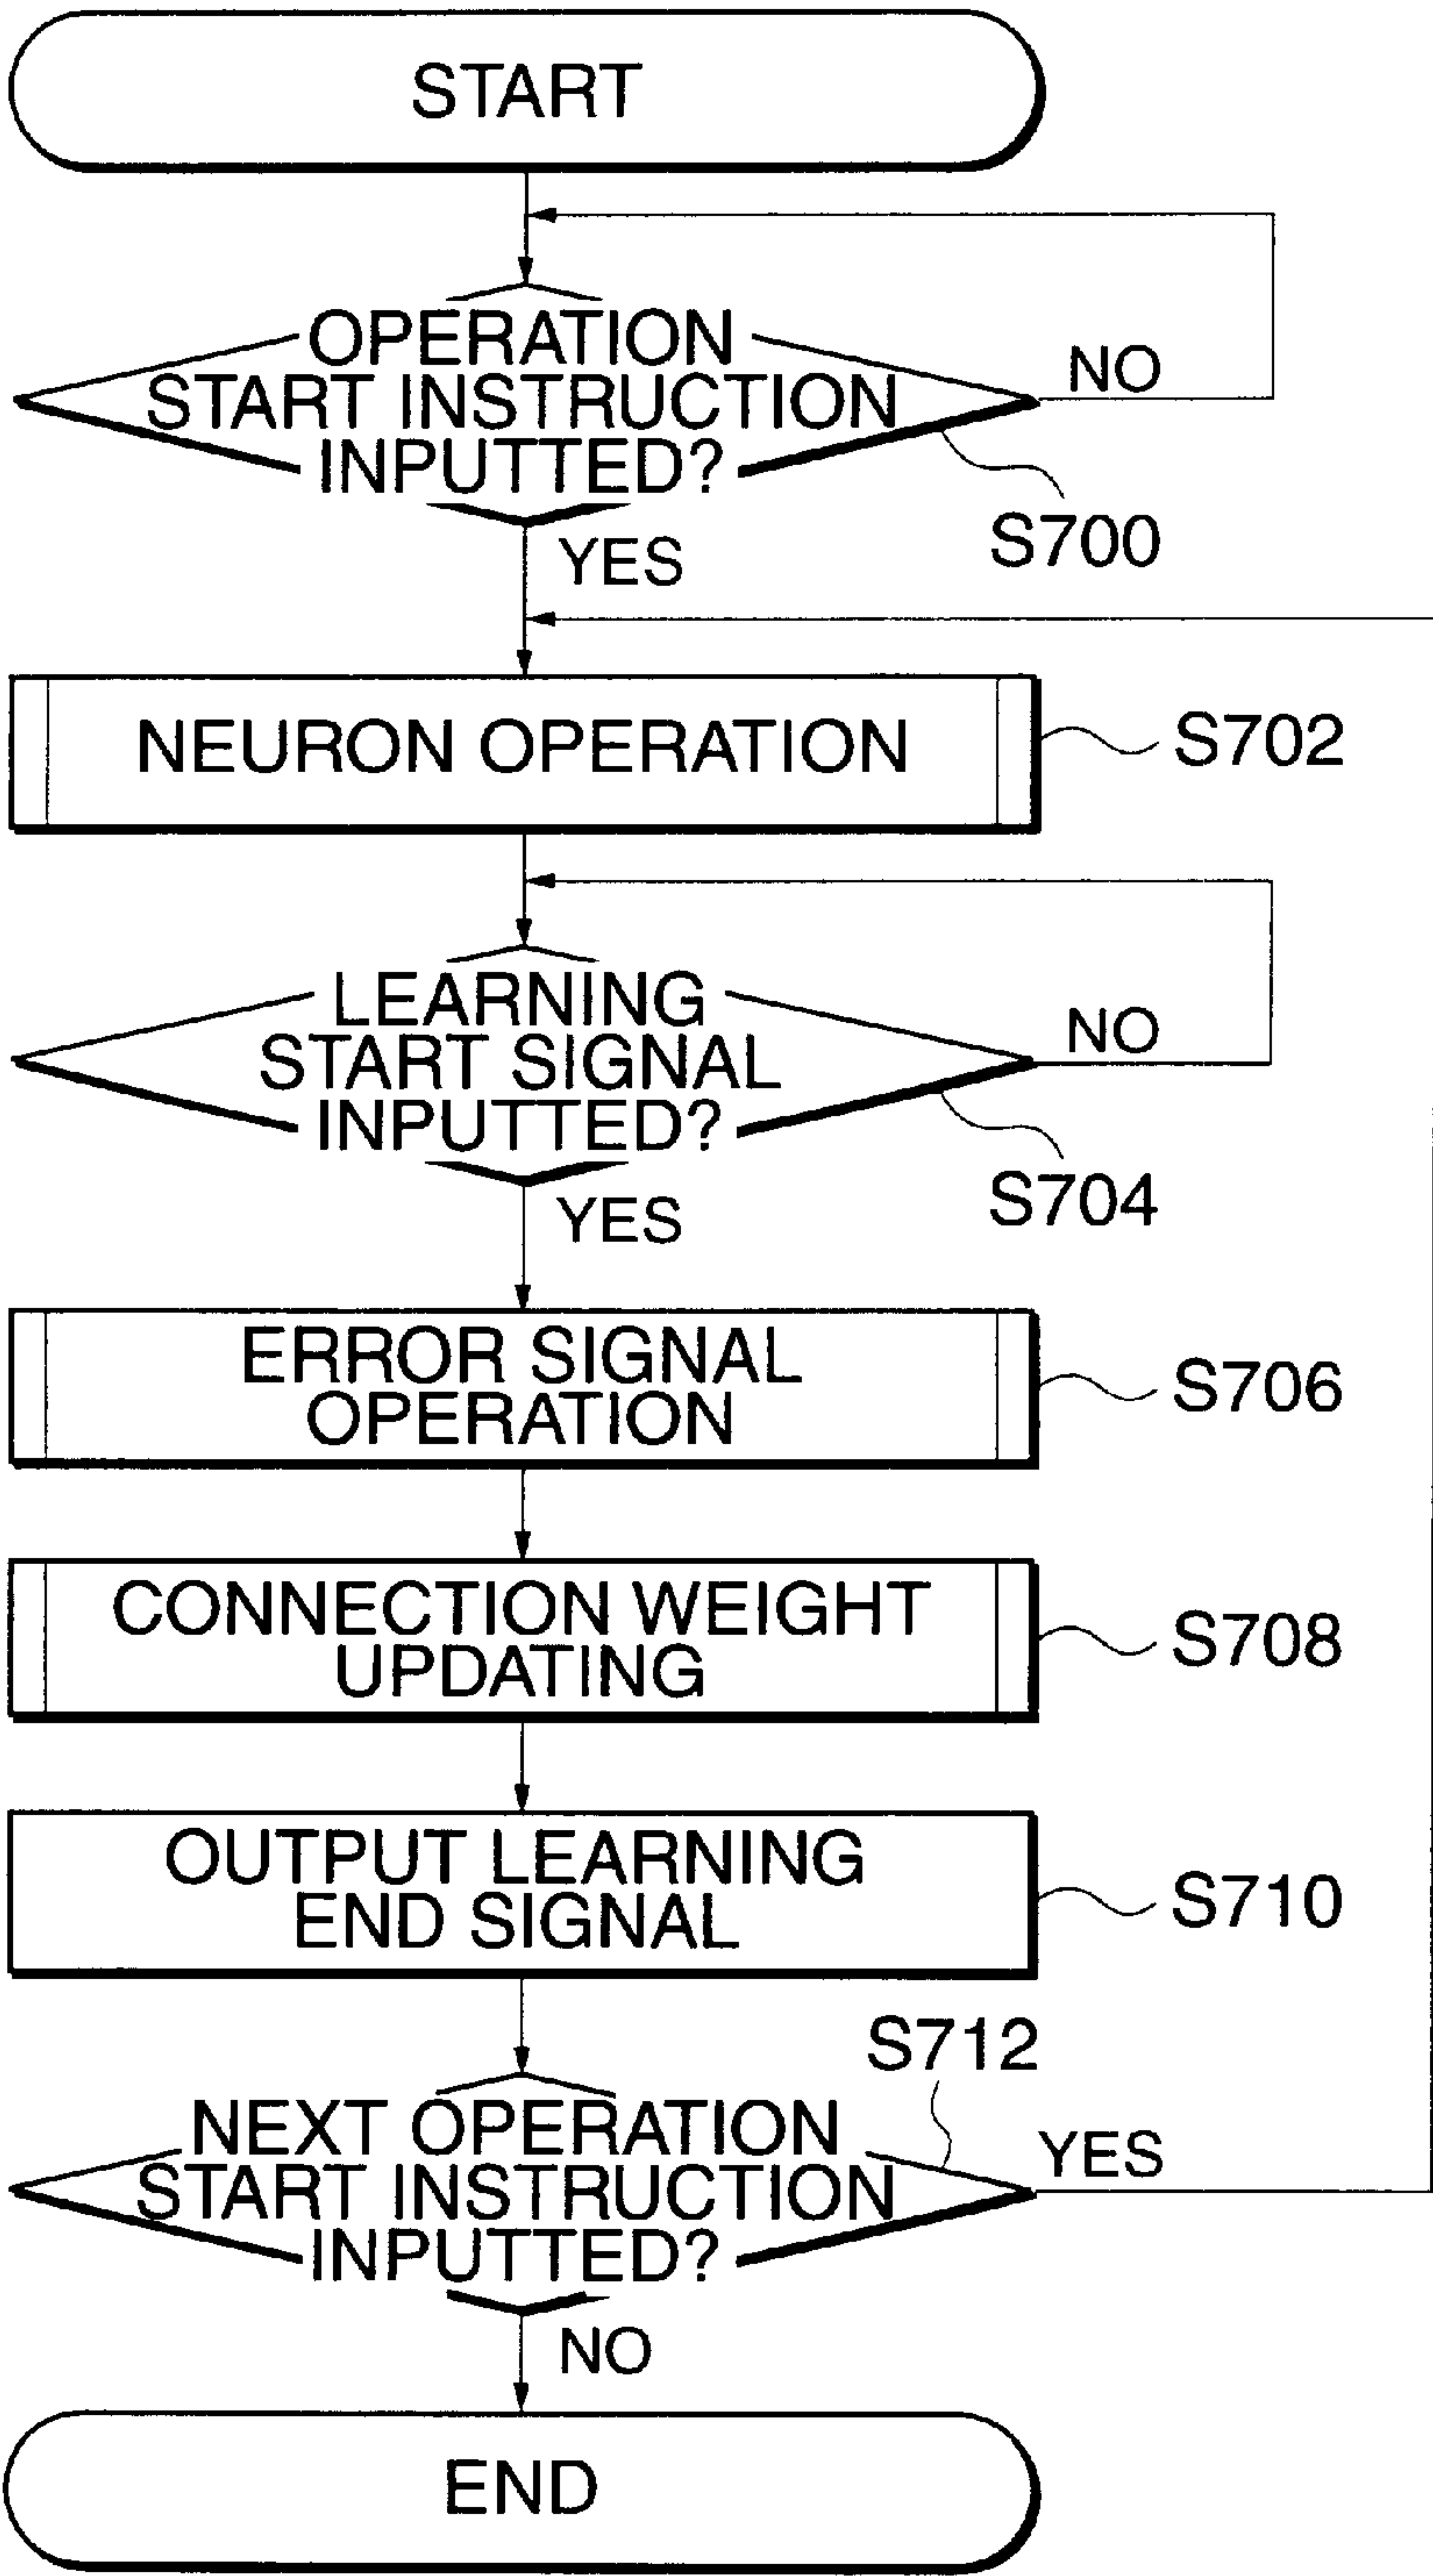 START
OPERATION
START INSTRUCTION
INPUTTED?
NO
S700
YES
NEURON OPERATION
S702
LEARNING
START SIGNAL
INPUTTED?
NO
S704
YES
ERROR SIGNAL
OPERATION
S706
CONNECTION WEIGHT
UPDATING
S708
OUTPUT LEARNING
END SIGNAL
S710
S712
NEXT OPERATION
START INSTRUCTION
INPUTTED?
YES
NO
END